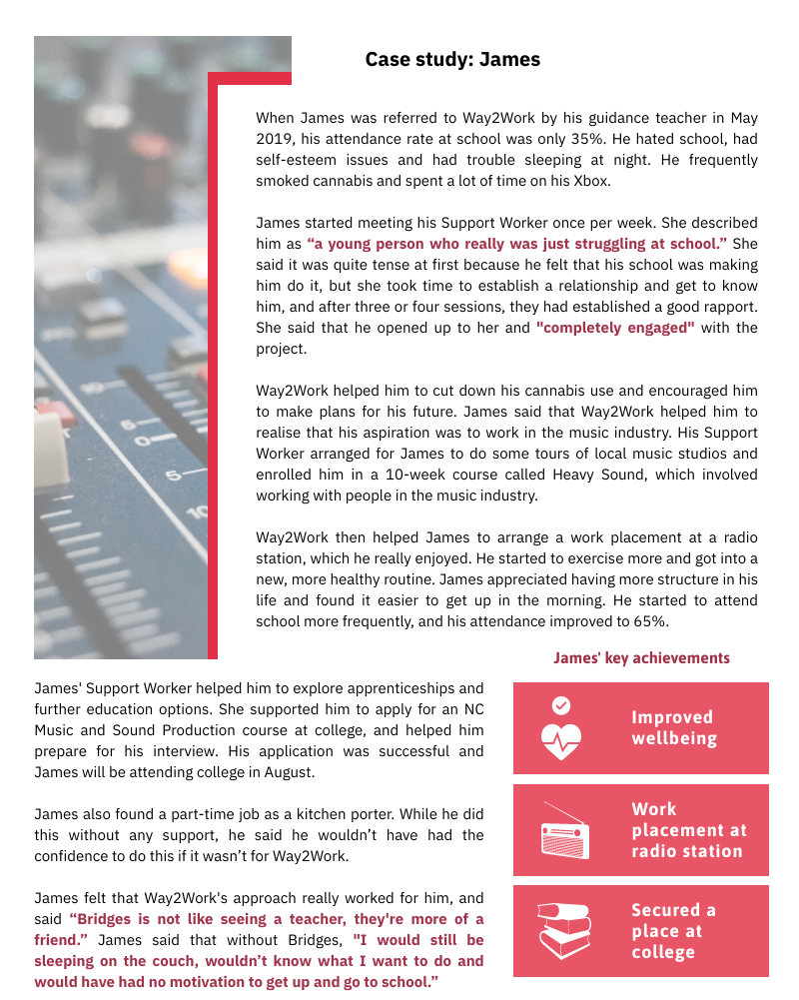 Case study: James
When James was referred to Way2Work by his guidance teacher in May
2019, his attendance rate at school was only 35%. He hated school, had
self-esteem issues and had trouble sleeping at night. He frequently
smoked cannabis and spent a lot of time on his Xbox.
James started meeting his Support Worker once per week. She described
him as “a young person who really was just struggling at school.” She
said it was quite tense at first because he felt that his school was making
him do it, but she took time to establish a relationship and get to know
him, and after three or four sessions, they had established a good rapport.
She said that he opened up to her and "completely engaged" with the
project.
Way2Work helped him to cut down his cannabis use and encouraged him
to make plans for his future. James said that Way2Work helped him to
realise that his aspiration was to work in the music industry. His Support
Worker arranged for James to do some tours of local music studios and
enrolled him in a 10-week course called Heavy Sound, which involved
working with people in the music industry.
Way2Work then helped James to arrange a work placement at a radio
station, which he really enjoyed. He started to exercise more and got into a
new, more healthy routine. James appreciated having more structure in his
life and found it easier to get up in the morning. He started to attend
school more frequently, and his attendance improved to 65%.
10
5
0
5
10
James' Support Worker helped him to explore apprenticeships and
further education options. She supported him to apply for an NC
Music and Sound Production course at college, and helped him
prepare for his interview. His application was successful and
James will be attending college in August.
James also found a part-time job as a kitchen porter. While he did
this without any support, he said he wouldn’t have had the
confidence to do this if it wasn’t for Way2Work.
James felt that Way2Work's approach really worked for him, and
said “Bridges is not like seeing a teacher, they're more of a
friend.” James said that without Bridges, "I would still be
sleeping on the couch, wouldn’t know what I want to do and
would have had no motivation to get up and go to school.”
James' key achievements
Improved
wellbeing
Work
placement at
radio station
Secured a
place at
college